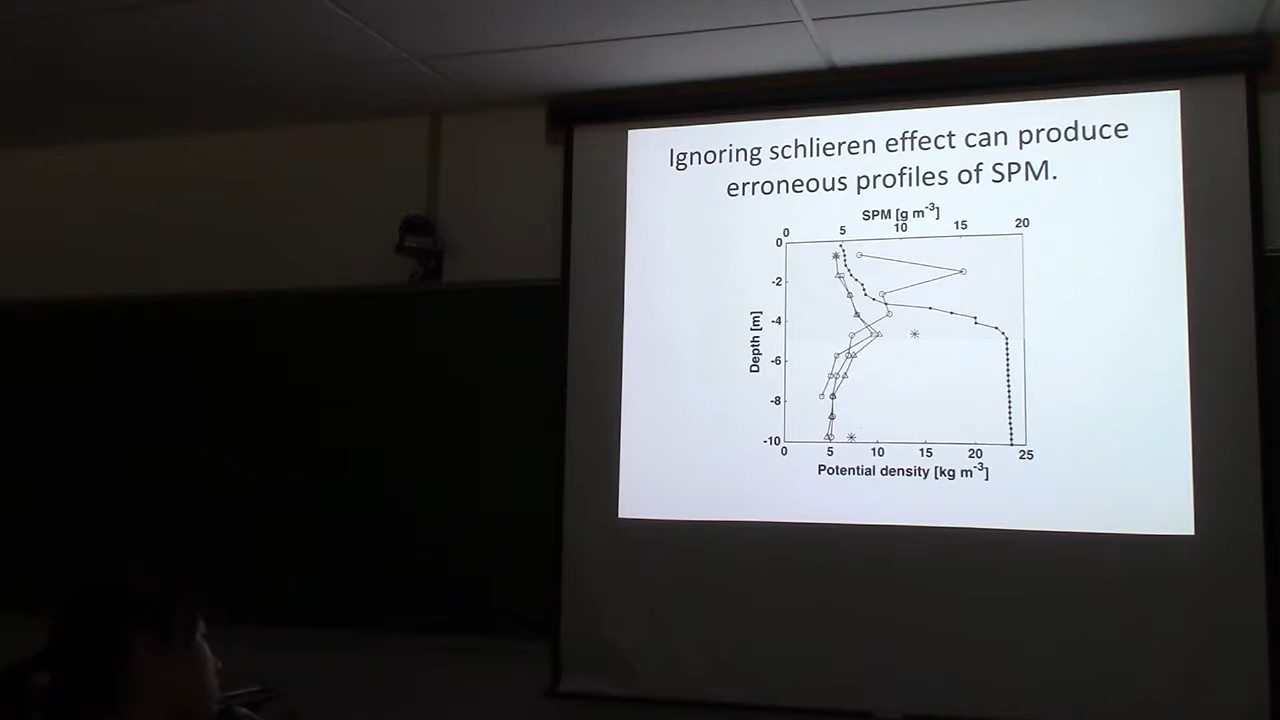 Ignoring schlieren effect can produce
erroneous profiles of SPM.
SPM [g m-3]
0 5 10 15 20
0
-2
-4
-6
-8
-10
Depth [m]
0 5 10 15 20 25
Potential density [kg m-3]